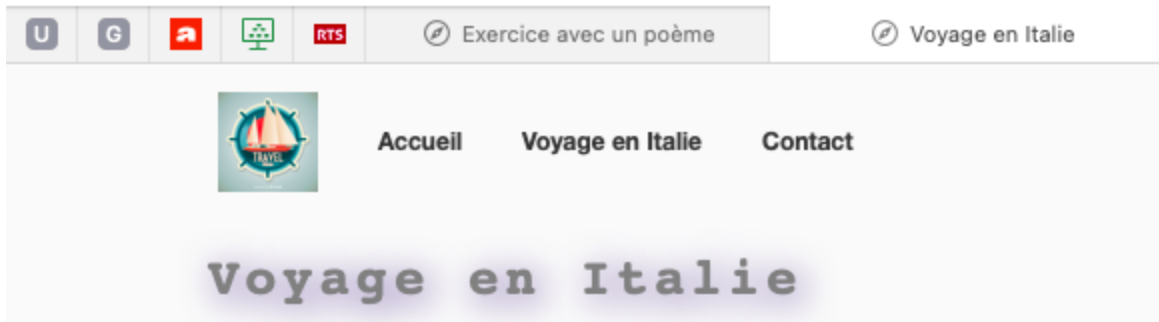 U G a RTS Exercice avec un poème Voyage en Italie
TRAVEL
Accueil Voyage en Italie Contact
Voyage en Italie